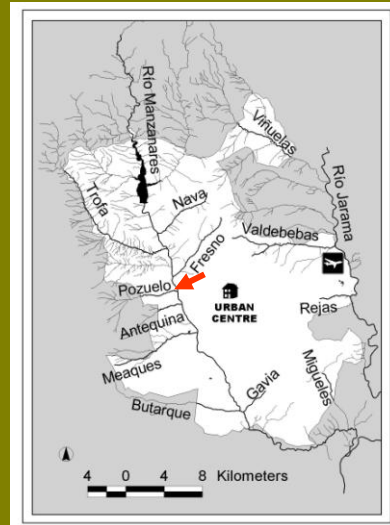 Río Manzanares
Viñuelas
Río Jarama
Trofa
Nava
Valdebebas
Fresno
Pozuelo
URBAN
CENTRE
Rejas
Antequina
Meaques
Migueles
Gavia
Butarque
4 0 4 8 Kilometers